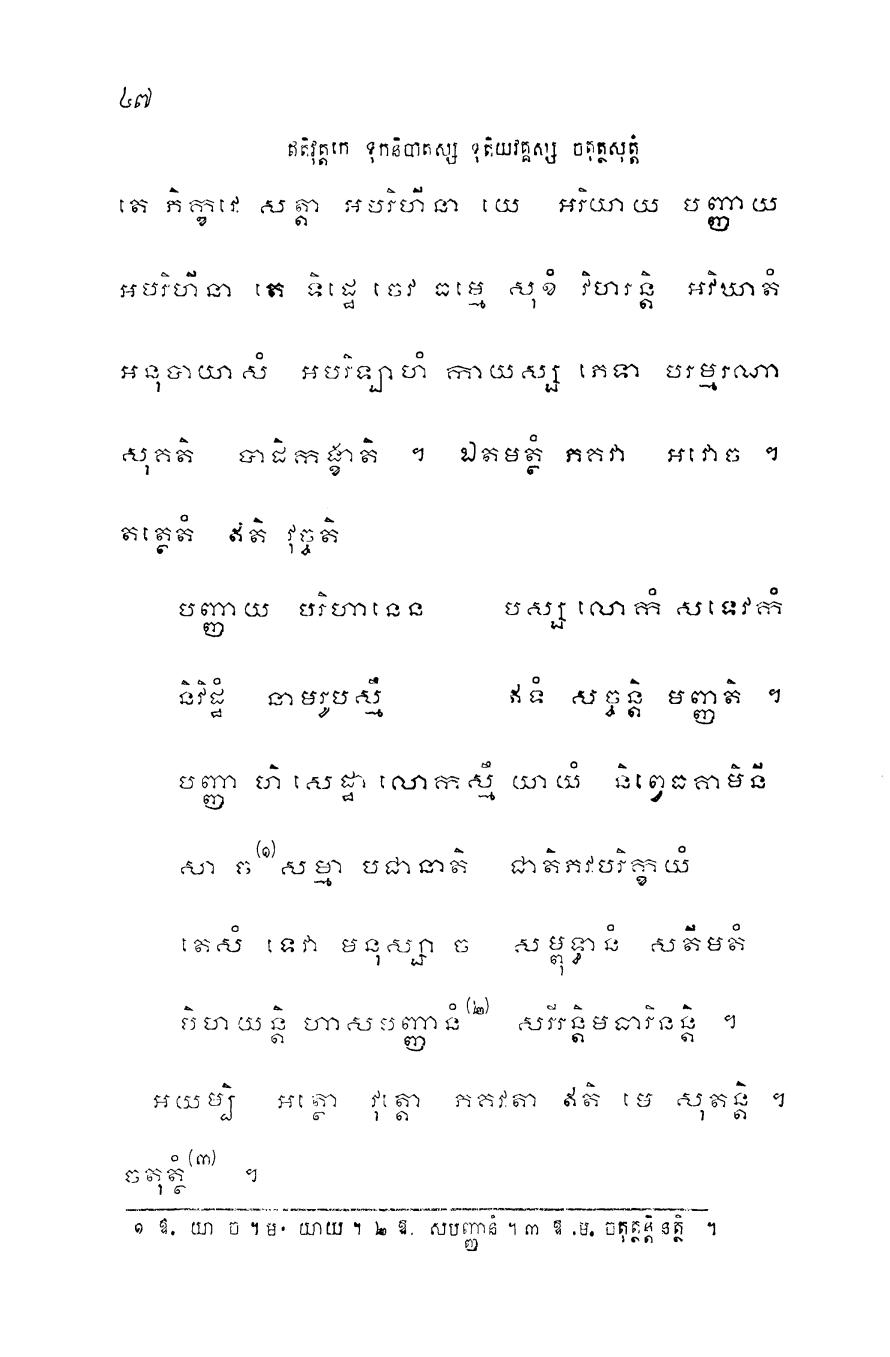 ៤៧
ឥតិវុត្តកេ ទុកនិបាតស្ស ទុតិយវគ្គស្ស ចតុត្ថសុត្តំ
តេ ភិក្ខវេ សត្តា អបរិហីនា យេ អរិយាយ បញ្ញាយ
អបរិហីនា តេ ទិដ្ឋេ ចេវ ធម្មេ សុខំ វិហរន្តិ អវិឃាតំ
អនុបាយាសំ អបរិឡ្បាហំ កាយស្ស ភេទា បរម្មរណា
សុគតិ បាដិកង្ខាតិ ។ ឯតមត្ថំ ភគវា អវោច ។
តត្ថេតំ ឥតិ វុច្ចតិ
បញ្ញាយ បរិហានេន បស្ស លោកំ សទេវកំ
និវិដ្ឋំ នាមរូបស្មឹ ឥទំ សច្ចន្តិ មញ្ញតិ ។
បញ្ញា ហិ សេដ្ឋា លោកស្មឹ យាយំ និព្វេធគាមិនី
សា ច(១)សម្មា បជានាតិ ជាតិភវបរិក្ខយំ
តេសំ ទេវា មនុស្សា ច សម្ពុទ្ធានំ សតីមតំ
បិហយន្តិ ហាសបញ្ញានំ(២) សរីរន្តិមធារិនន្តិ ។
អយម្បិ អត្ថោ វុត្តោ ភគវតា ឥតិ មេ សុតន្តិ ។
ចតុត្ថំ(៣) ។
១ ឱ. យា ច ។ ម. យាយ ។ ២ ឱ. សបញ្ញានំ ។ ៣ ឱ .ម. ចតុត្ថន្តិ នត្ថិ ។